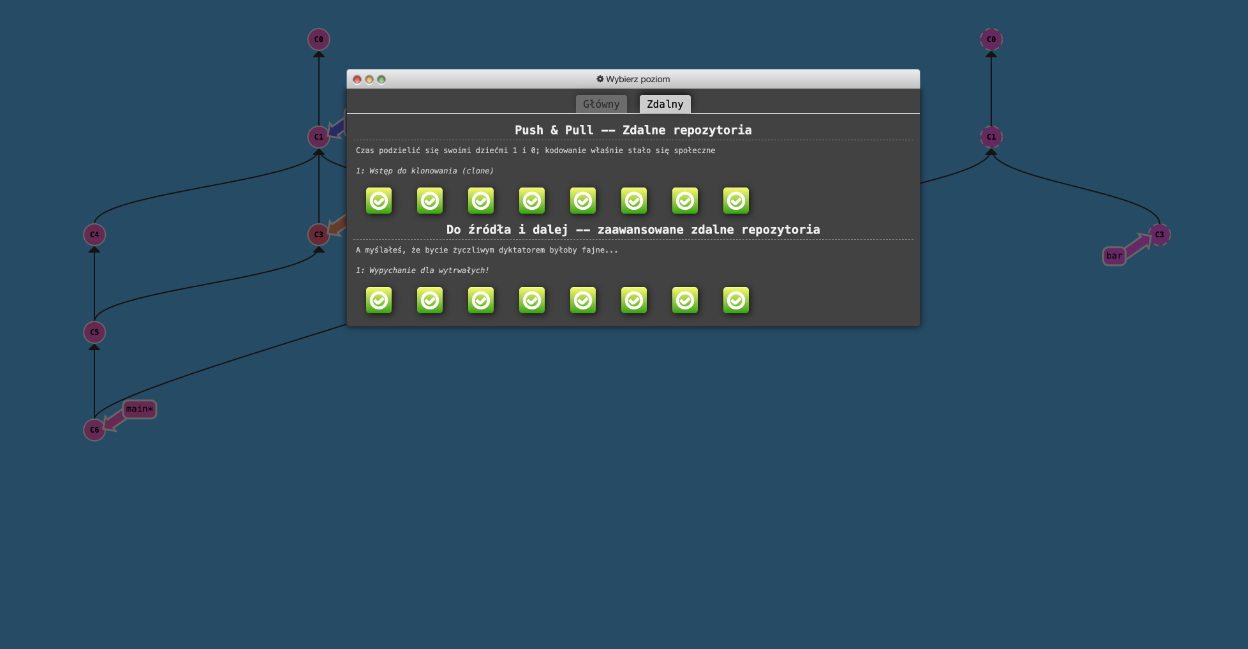 C0
C0
Wybierz poziom
Główny
Zdalny
Push & Pull -- Zdalne repozytoria
C1
C1
Czas podzielić się swoimi dziećmi 1 i 0; kodowanie właśnie stało się społeczne
1: Wstęp do klonowania (clone)
Do źródła i dalej -- zaawansowane zdalne repozytoria
C4
C3
C3
A myślałeś, że bycie życzliwym dyktatorem byłoby fajne...
bar
1: Wypychanie dla wytrwałych!
C5
main*
C6